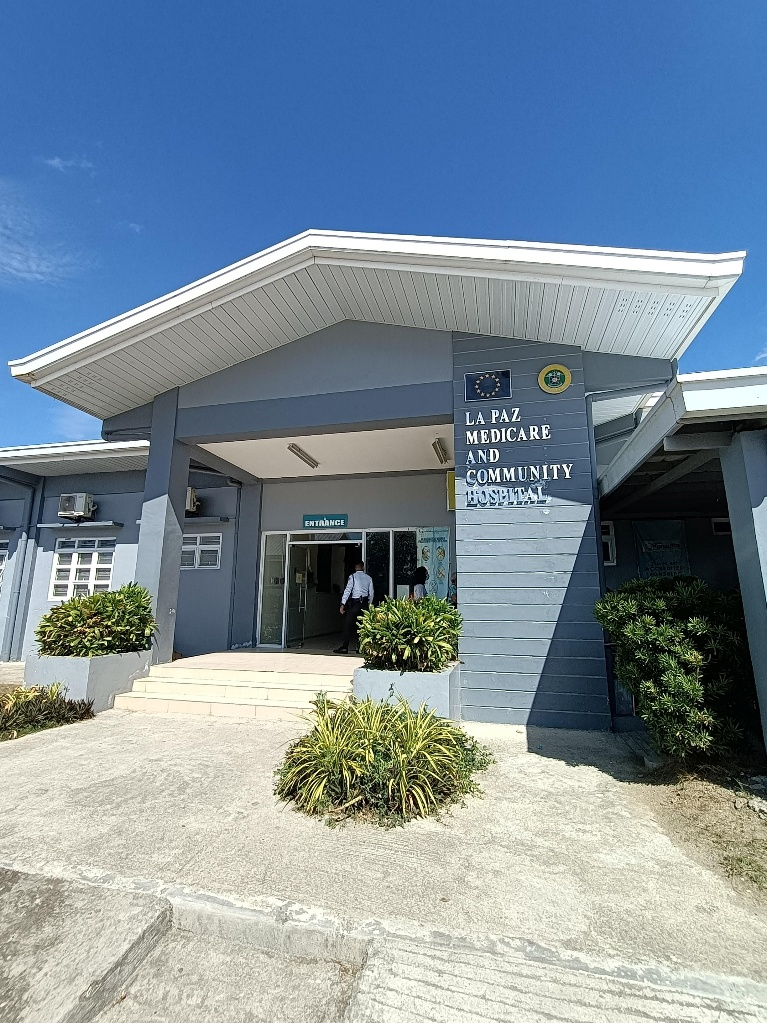 LA PAZ
MEDICARE
AND
COMMUNITY
HOSPITAL
ENTRANCE